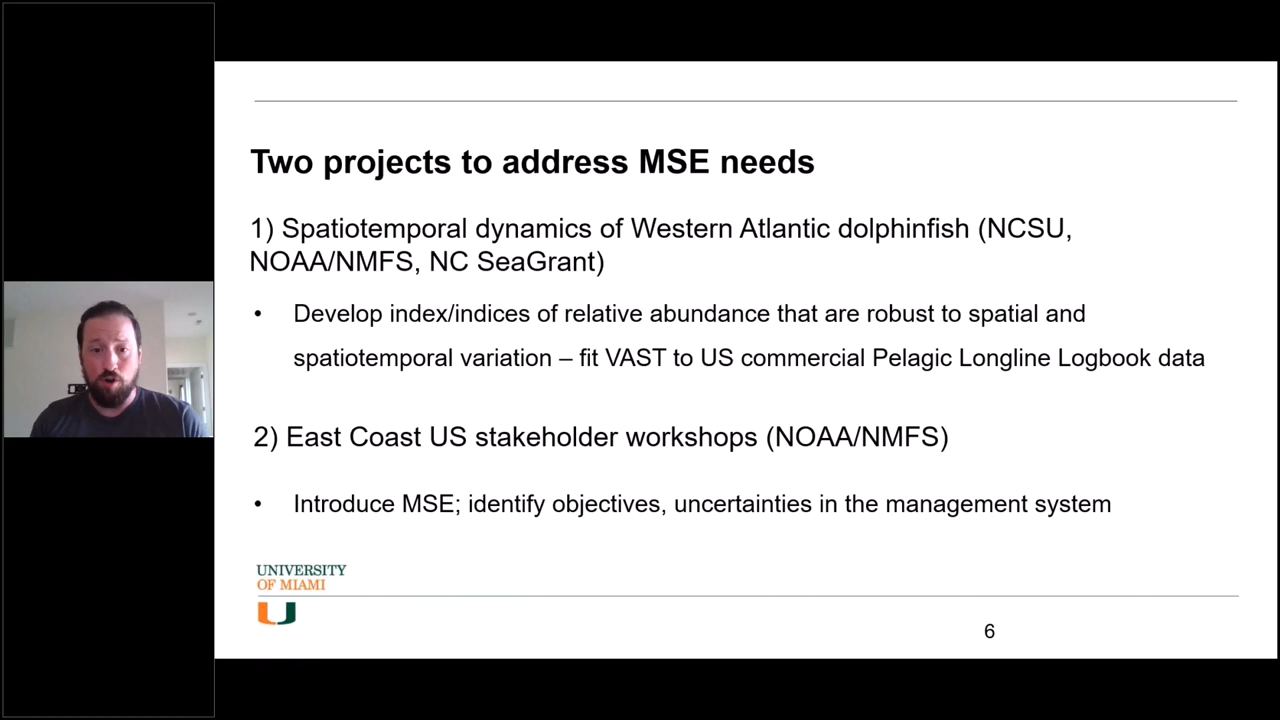 Two projects to address MSE needs
1) Spatiotemporal dynamics of Western Atlantic dolphinfish (NCSU,
NOAA/NMFS, NC SeaGrant)
• Develop index/indices of relative abundance that are robust to spatial and
spatiotemporal variation – fit VAST to US commercial Pelagic Longline Logbook data
2) East Coast US stakeholder workshops (NOAA/NMFS)
• Introduce MSE; identify objectives, uncertainties in the management system
UNIVERSITY
OF MIAMI
6